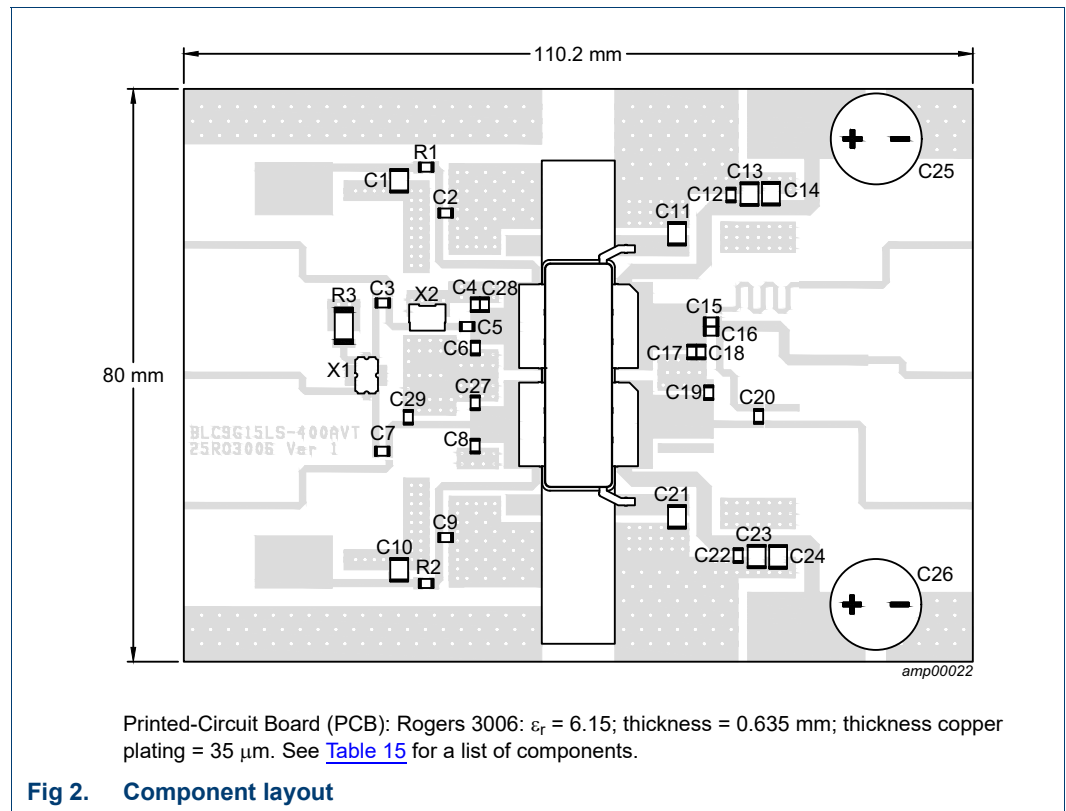 110.2 mm
80 mm
R1
C1
C2
C13
C12
C14
C25
C11
C3
X2
C4
C28
R3
C5
C15
C16
C6
C17
C18
X1
C27
C19
C29
C20
C7
C8
BLC9G15LS-400AVT
25RO3006 Ver 1
C9
C21
C10
R2
C23
C22
C24
C26
+ −
+ −
amp00022
Printed-Circuit Board (PCB): Rogers 3006: εr = 6.15; thickness = 0.635 mm; thickness copper
plating = 35 μm. See Table 15 for a list of components.
Fig 2. Component layout